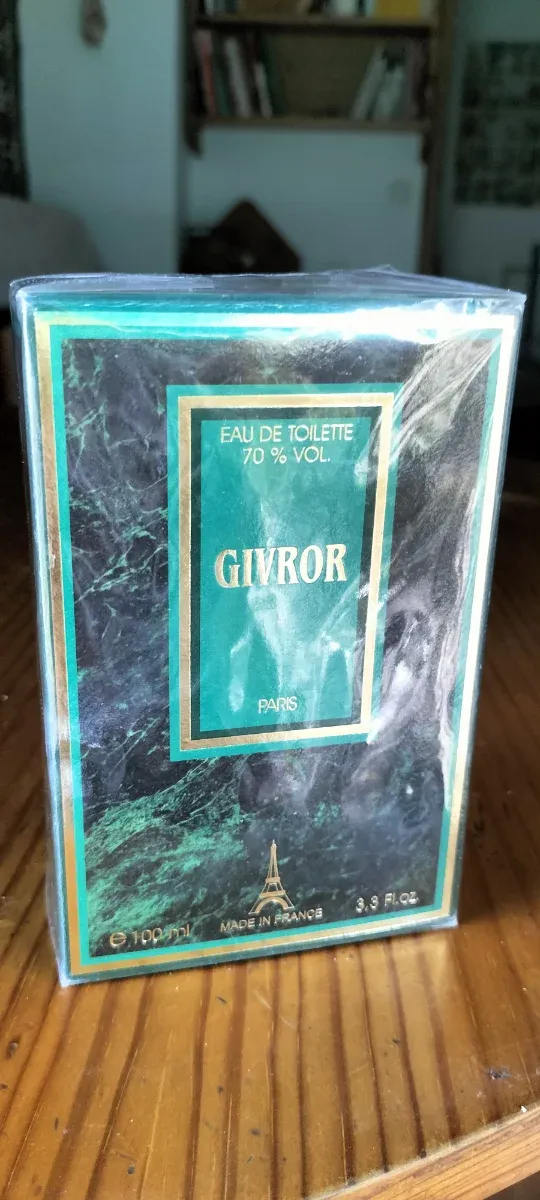 EAU DE TOILETTE
70 % VOL.
GIVROR
PARIS
℮ 100 ml
MADE IN FRANCE
3,3 Fl.oz.